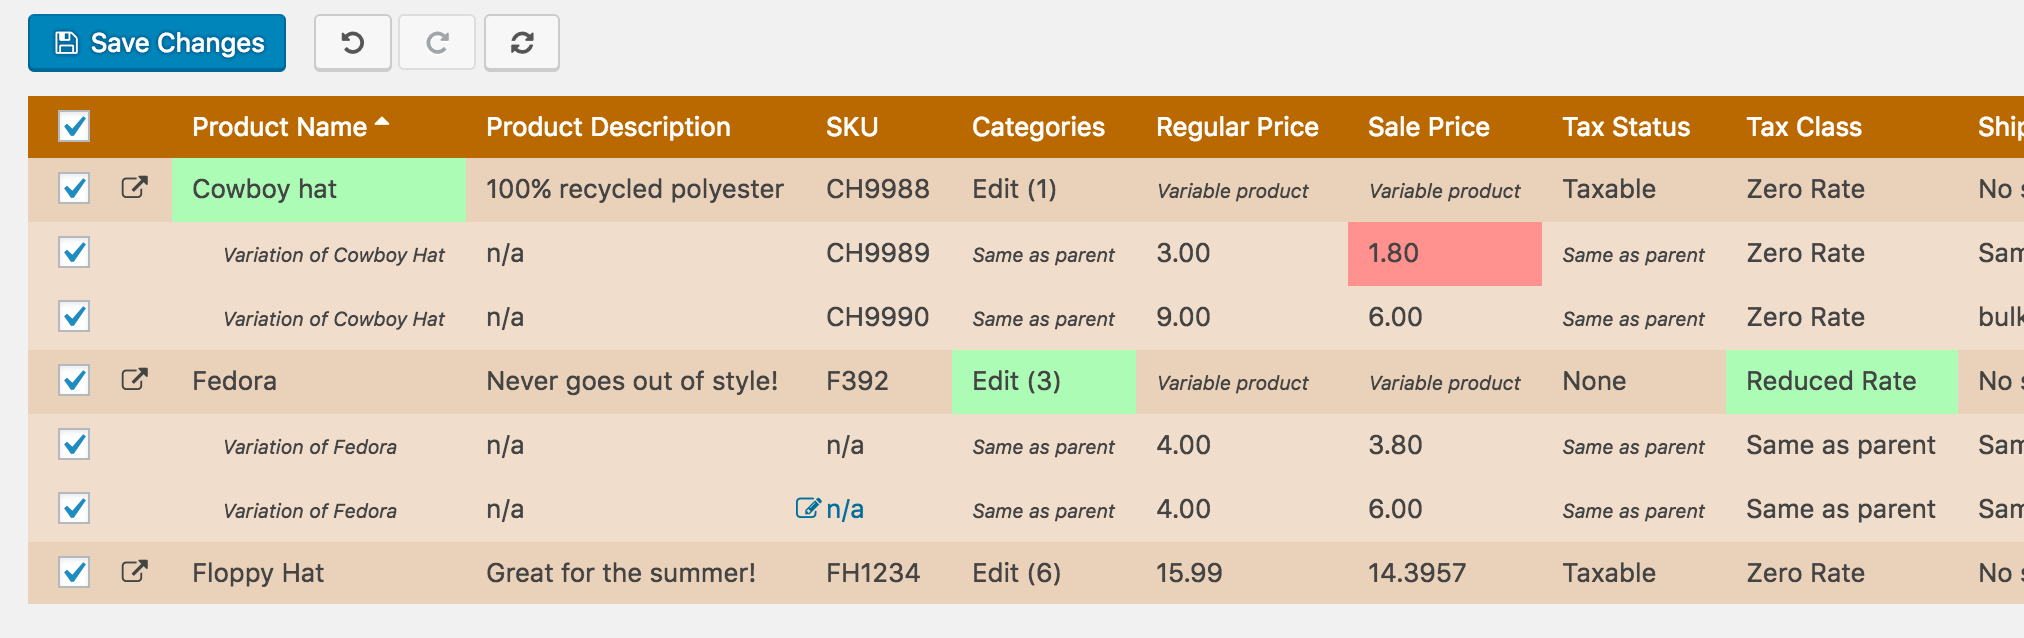 Save Changes
Product Name Product Description SKU Categories Regular Price Sale Price Tax Status Tax Class Ship
Cowboy hat 100% recycled polyester CH9988 Edit (1) Variable product Variable product Taxable Zero Rate No s
Variation of Cowboy Hat n/a CH9989 Same as parent 3.00 1.80 Same as parent Zero Rate Sam
Variation of Cowboy Hat n/a CH9990 Same as parent 9.00 6.00 Same as parent Zero Rate bulk
Fedora Never goes out of style! F392 Edit (3) Variable product Variable product None Reduced Rate No s
Variation of Fedora n/a n/a Same as parent 4.00 3.80 Same as parent Same as parent Sam
Variation of Fedora n/a n/a Same as parent 4.00 6.00 Same as parent Same as parent Sam
Floppy Hat Great for the summer! FH1234 Edit (6) 15.99 14.3957 Taxable Zero Rate No s